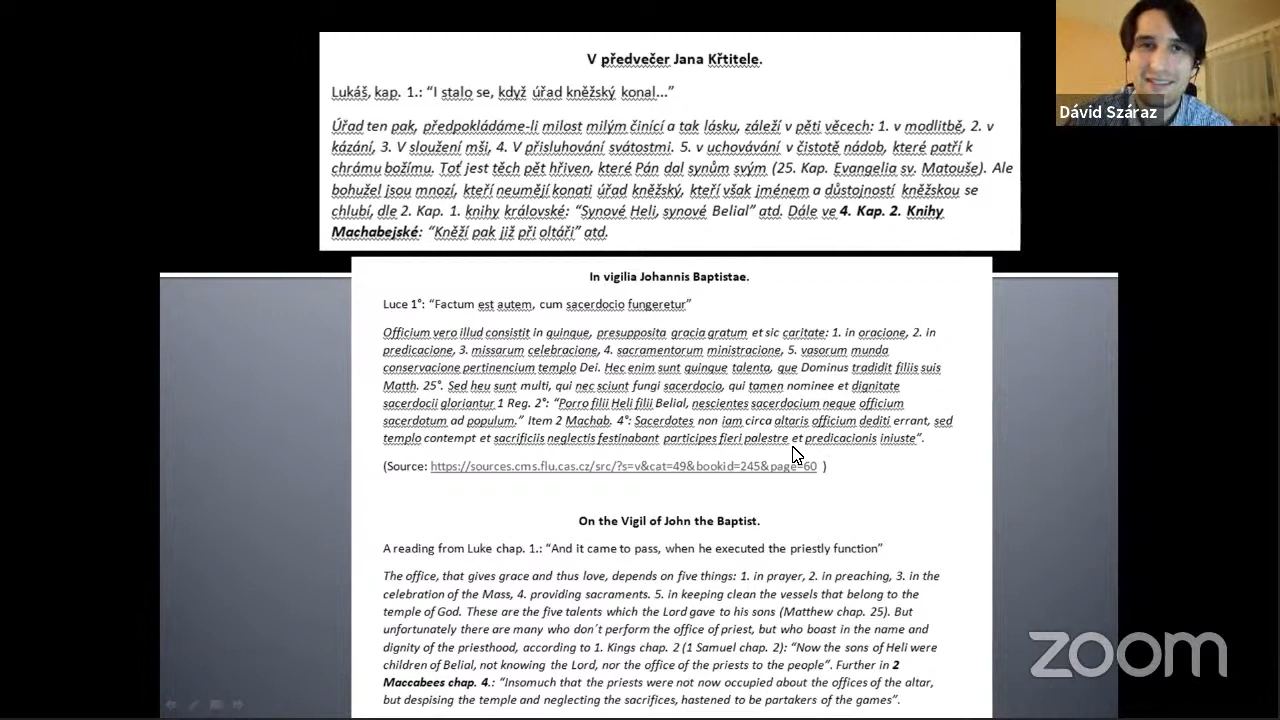 V předvečer Jana Křtitele.
Lukáš, kap. 1.: “I stalo se, když úřad kněžský konal...”
Úřad ten pak, předpokládáme-li milost milým činící a tak lásku, záleží v pěti věcech: 1. v modlitbě, 2. v
kázání, 3. V sloužení mši, 4. V přisluhování svátostmi. 5. v uchovávání v čistotě nádob, které patří k
chrámu božímu. Toť jest těch pět hřiven, které Pán dal synům svým (25. Kap. Evangelia sv. Matouše). Ale
bohužel jsou mnozí, kteří neumějí konati úřad kněžský, kteří však jménem a důstojností kněžskou se
chlubí, dle 2. Kap. 1. knihy královské: “Synové Heli, synové Belial” atd. Dále ve 4. Kap. 2. Knihy
Machabejské: “Kněží pak již při oltáři” atd.
In vigilia Johannis Baptistae.
Luce 1°: “Factum est autem, cum sacerdocio fungeretur”
Officium vero illud consistit in quinque, presupposita gracia gratum et sic caritate: 1. in oracione, 2. in
predicacione, 3. missarum celebracione, 4. sacramentorum ministracione, 5. vasorum munda
conservacione pertinencium templo Dei. Hec enim sunt quinque talenta, que Dominus tradidit filiis suis
Matth. 25°. Sed heu sunt multi, qui nec sciunt fungi sacerdocio, qui tamen nominee et dignitate
sacerdocii gloriantur 1 Reg. 2°: “Porro filii Heli filii Belial, nescientes sacerdocium neque officium
sacerdotum ad populum.” Item 2 Machab. 4°: Sacerdotes non iam circa altaris officium dediti errant, sed
templo contempt et sacrificiis neglectis festinabant participes fieri palestre et predicacionis iniuste”.
(Source: https://sources.cms.flu.cas.cz/src/?s=v&cat=49&bookid=245&page=60 )
On the Vigil of John the Baptist.
A reading from Luke chap. 1.: “And it came to pass, when he executed the priestly function”
The office, that gives grace and thus love, depends on five things: 1. in prayer, 2. in preaching, 3. in the
celebration of the Mass, 4. providing sacraments. 5. in keeping clean the vessels that belong to the
temple of God. These are the five talents which the Lord gave to his sons (Matthew chap. 25). But
unfortunately there are many who don´t perform the office of priest, but who boast in the name and
dignity of the priesthood, according to 1. Kings chap. 2 (1 Samuel chap. 2): “Now the sons of Heli were
children of Belial, not knowing the Lord, nor the office of the priests to the people”. Further in 2
Maccabees chap. 4.: “Insomuch that the priests were not now occupied about the offices of the altar,
but despising the temple and neglecting the sacrifices, hastened to be partakers of the games”.
Dávid Száraz
zoom